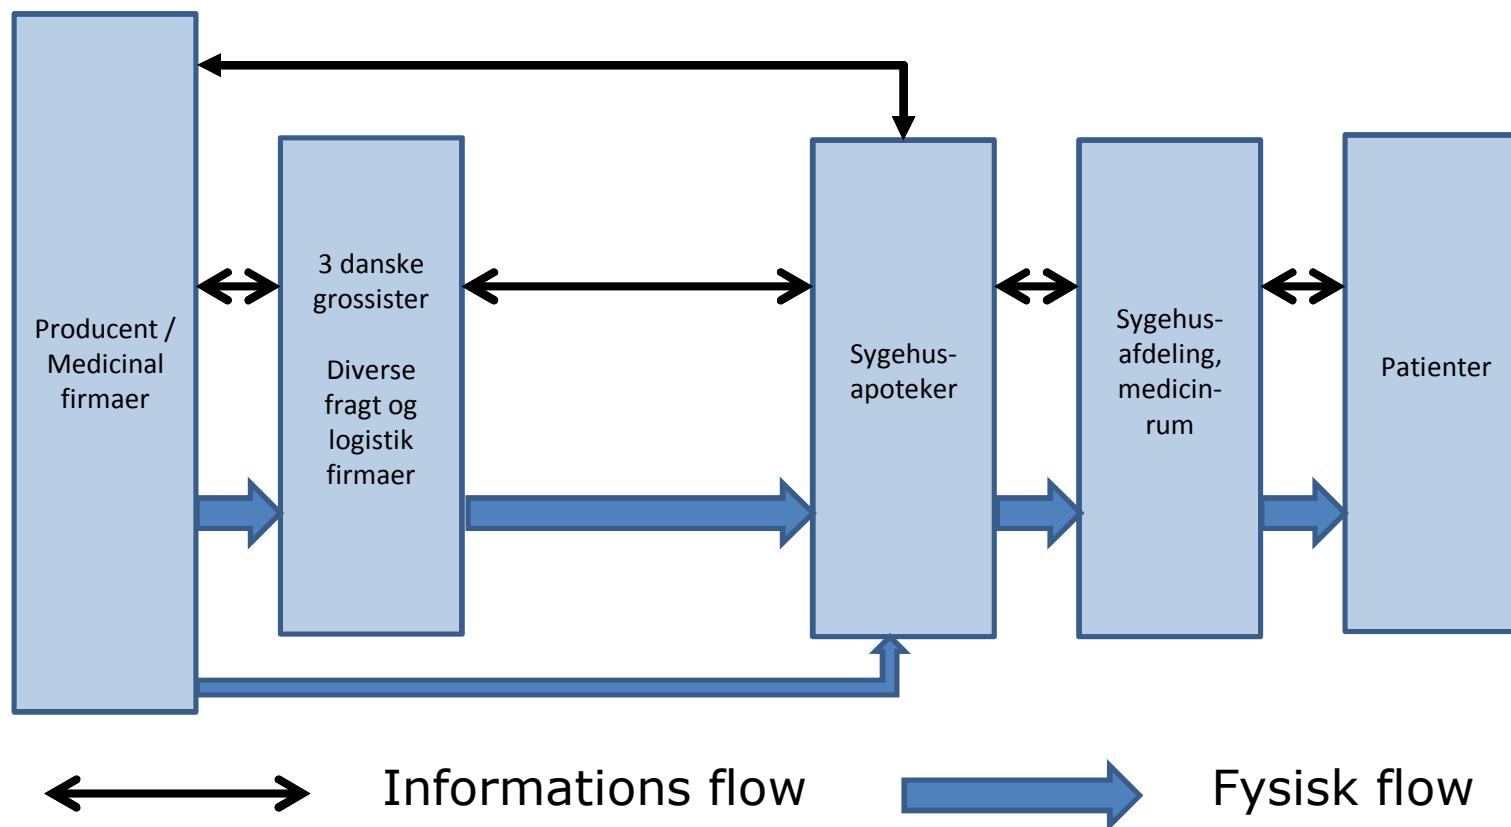 Producent /
Medicinal
firmaer
3 danske
grossister
Diverse
fragt og
logistik
firmaer
Sygehus-
apoteker
Sygehus-
afdeling,
medicin-
rum
Patienter
Informations flow
Fysisk flow